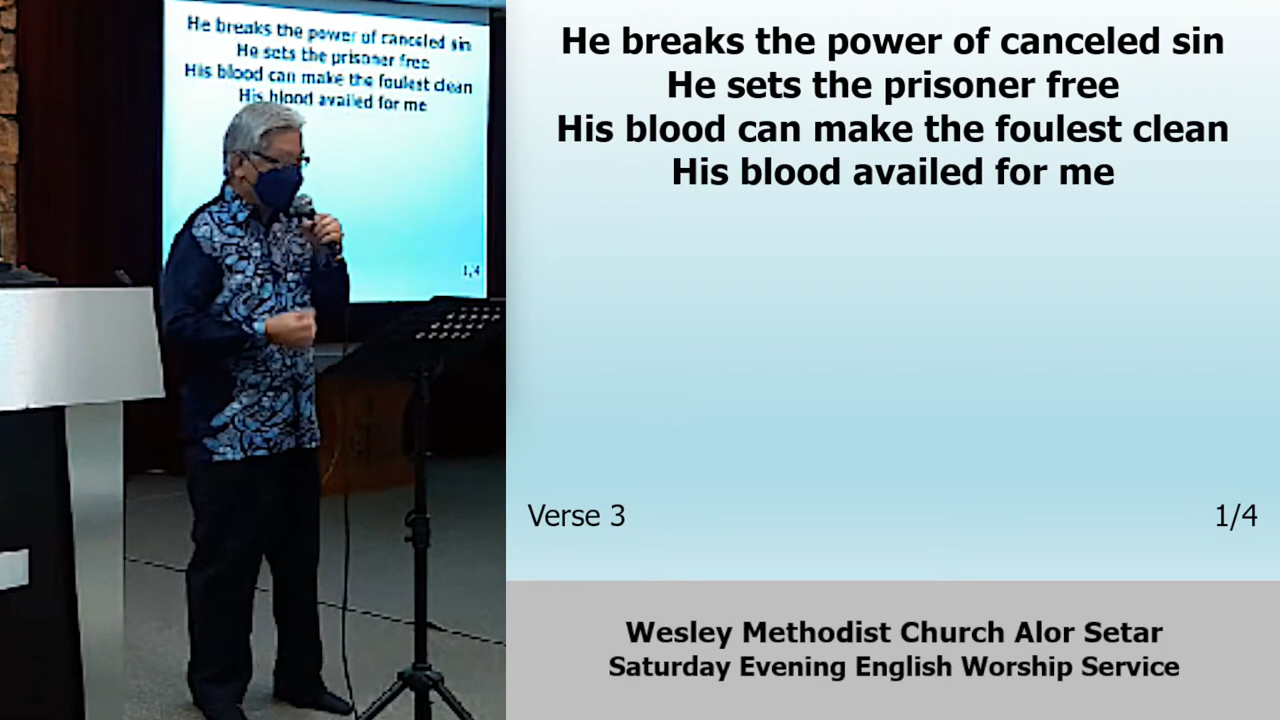 He breaks the power of canceled sin
He sets the prisoner free
His blood can make the foulest clean
His blood availed for me
1/4
He breaks the power of canceled sin
He sets the prisoner free
His blood can make the foulest clean
His blood availed for me
Verse 3
1/4
Wesley Methodist Church Alor Setar
Saturday Evening English Worship Service